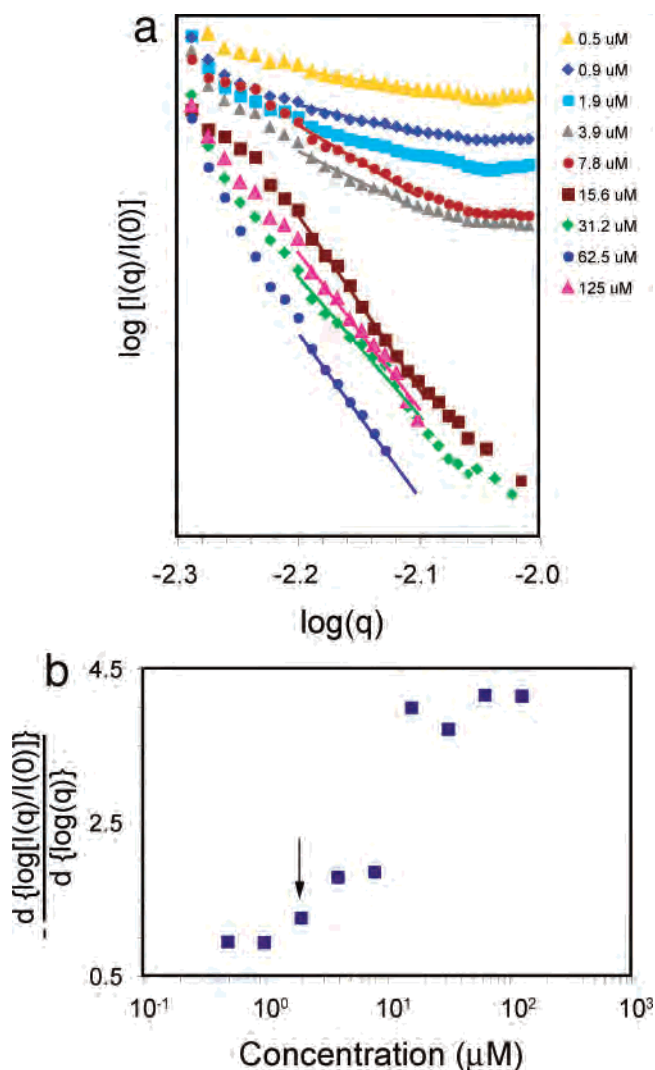 a
log [I(q)/I(0)]
-2.3 -2.2 -2.1 -2.0
log(q)
0.5 uM
0.9 uM
1.9 uM
3.9 uM
7.8 uM
15.6 uM
31.2 uM
62.5 uM
125 uM
b
- d {log[I(q)/I(0)]}
d {log(q)}
4.5
2.5
0.5
10⁻¹ 10⁰ 10¹ 10² 10³
Concentration (μM)